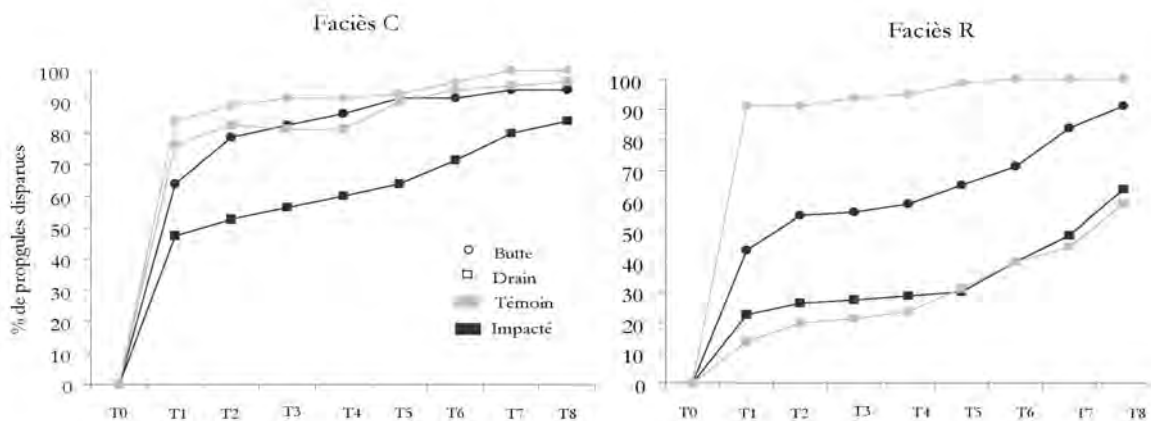 Faciès C
% de propgules disparues
100
90
80
70
60
50
40
30
20
10
0
T0 T1 T2 T3 T4 T5 T6 T7 T8
Butte
Drain
Témoin
Impacté
Faciès R
100
90
80
70
60
50
40
30
20
10
0
T0 T1 T2 T3 T4 T5 T6 T7 T8